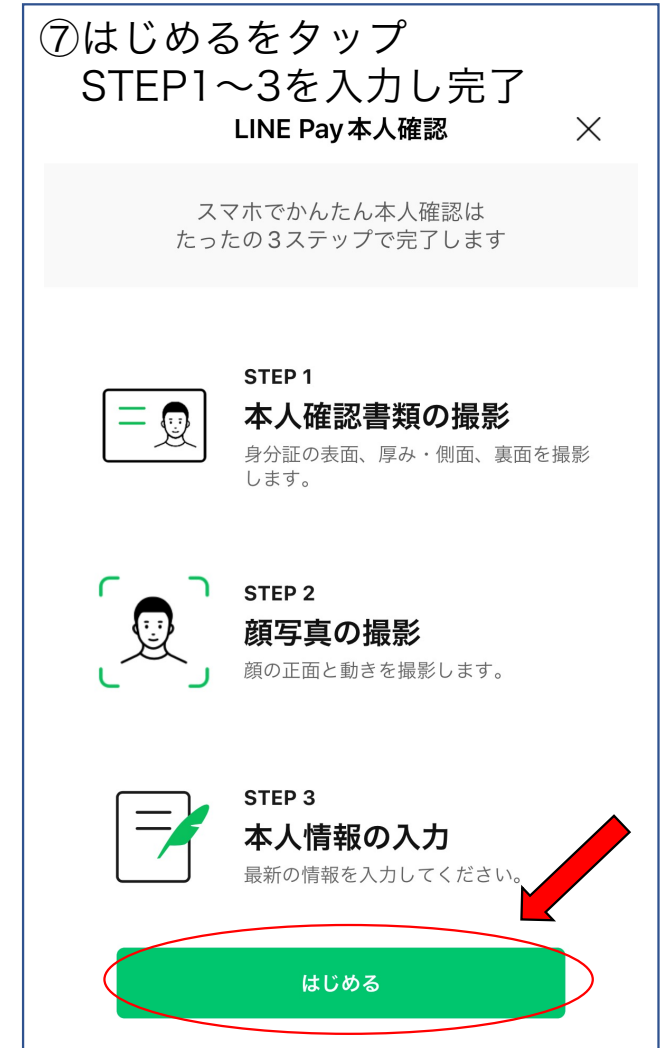 ⑦はじめるをタップ
STEP1〜3を入力し完了
LINE Pay本人確認
スマホでかんたん本人確認は
たったの3ステップで完了します
STEP 1
本人確認書類の撮影
身分証の表面、厚み・側面、裏面を撮影
します。
STEP 2
顔写真の撮影
顔の正面と動きを撮影します。
STEP 3
本人情報の入力
最新の情報を入力してください。
はじめる